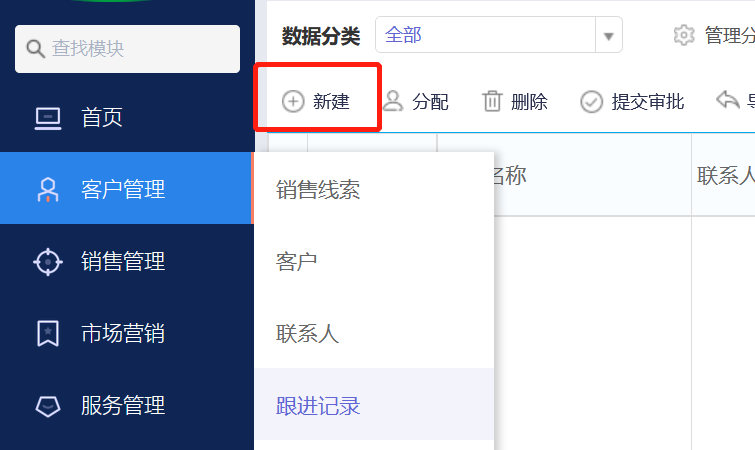 查找模块
首页
客户管理
销售管理
市场营销
服务管理
数据分类 全部 管理分
新建 分配 删除 提交审批
名称 联系人
销售线索
客户
联系人
跟进记录